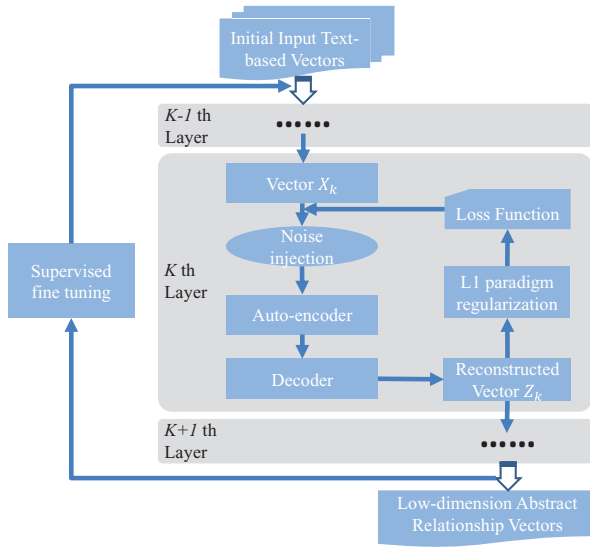 Initial Input Text-
based Vectors
K-1 th
Layer
......
Vector X_k
Loss Function
Noise
injection
Supervised
fine tuning
K th
Layer
L1 paradigm
regularization
Auto-encoder
Decoder
Reconstructed
Vector Z_k
K+1 th
Layer
......
Low-dimension Abstract
Relationship Vectors